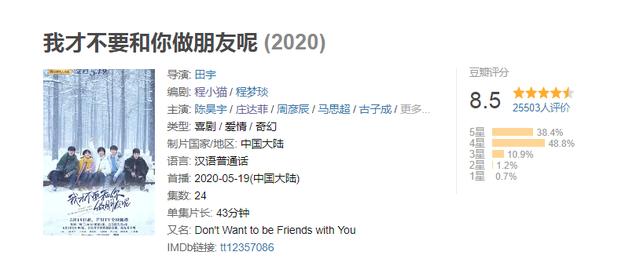 我才不要和你做朋友呢 (2020)
导演: 田宇
编剧: 程小猫 / 程梦琰
主演: 陈昊宇 / 庄达菲 / 周彦辰 / 马思超 / 古子成 / 更多...
类型: 喜剧 / 爱情 / 奇幻
制片国家/地区: 中国大陆
语言: 汉语普通话
首播: 2020-05-19(中国大陆)
集数: 24
单集片长: 43分钟
又名: Don't Want to be Friends with You
IMDb链接: tt12357086
豆瓣评分
8.5
25503人评价
5星 38.4%
4星 48.8%
3星 10.9%
2星 1.2%
1星 0.7%
我才不要和你
做朋友呢